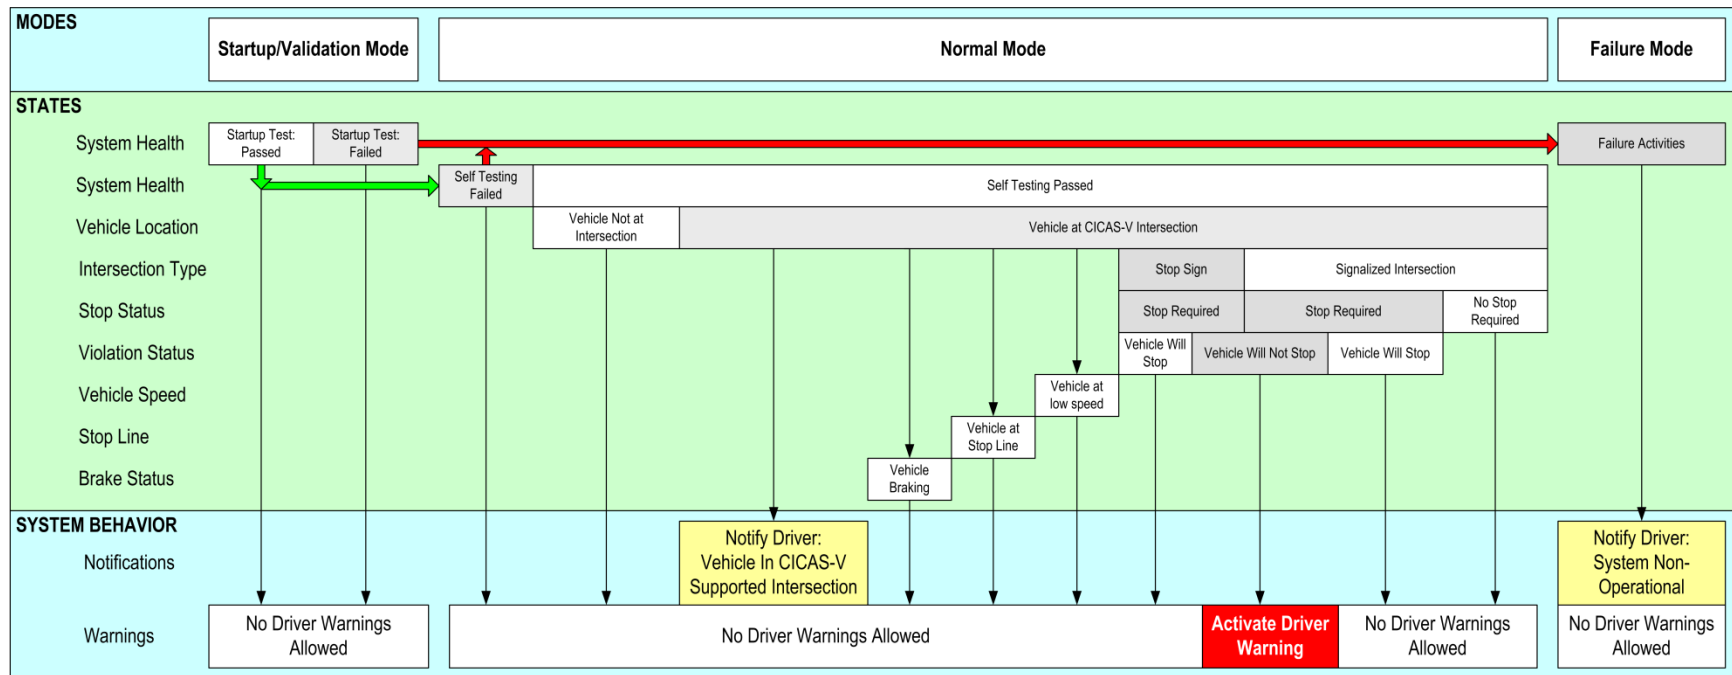 MODES
Startup/Validation Mode
Normal Mode
Failure Mode
STATES
System Health
Startup Test:
Passed
Startup Test:
Failed
Failure Activities
System Health
Self Testing
Failed
Self Testing Passed
Vehicle Location
Vehicle Not at
Intersection
Vehicle at CICAS-V Intersection
Intersection Type
Stop Sign
Signalized Intersection
Stop Status
Stop Required
Stop Required
No Stop
Required
Violation Status
Vehicle Will
Stop
Vehicle Will Not Stop
Vehicle Will Stop
Vehicle Speed
Vehicle at
low speed
Stop Line
Vehicle at
Stop Line
Brake Status
Vehicle
Braking
SYSTEM BEHAVIOR
Notifications
Notify Driver:
Vehicle In CICAS-V
Supported Intersection
Notify Driver:
System Non-
Operational
Warnings
No Driver Warnings
Allowed
No Driver Warnings Allowed
Activate Driver
Warning
No Driver Warnings
Allowed
No Driver Warnings
Allowed